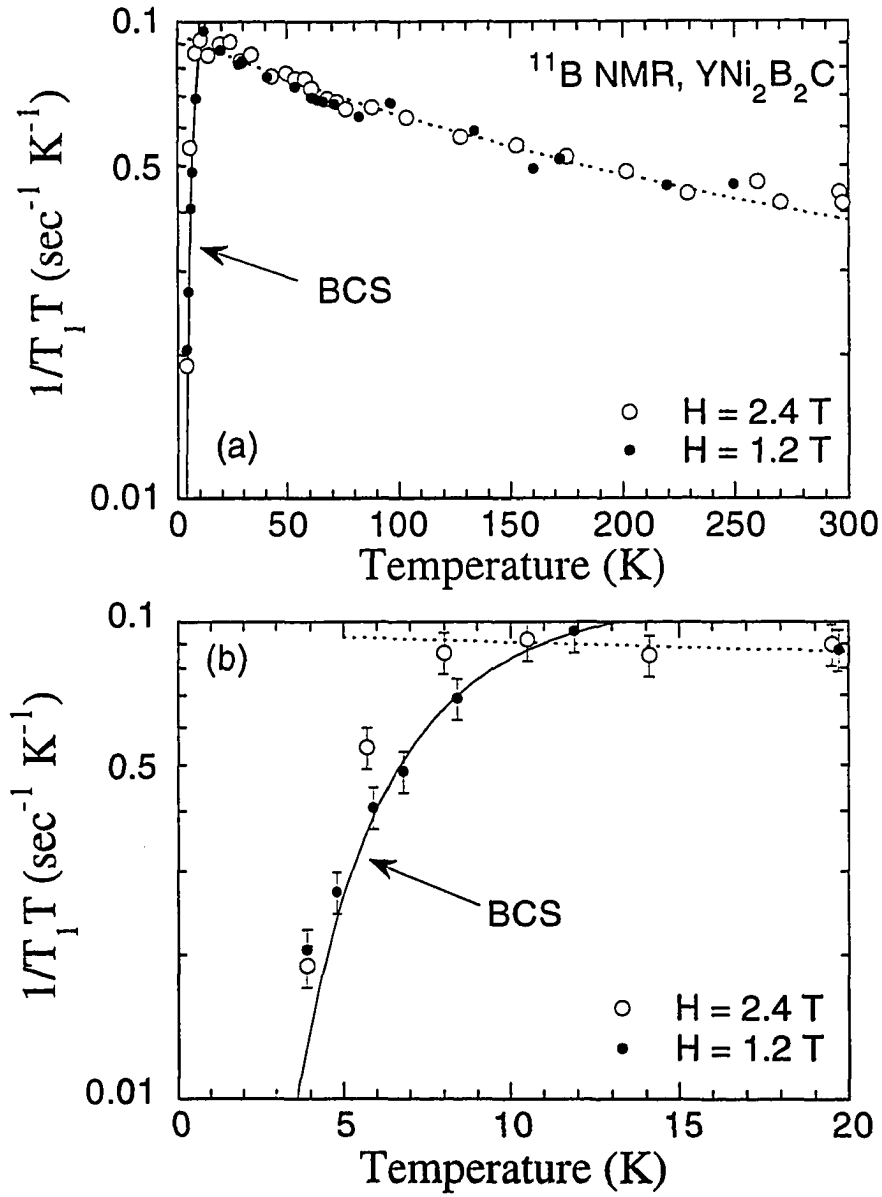 0.1
¹¹B NMR, YNi₂B₂C
0.5
1/T₁T (sec⁻¹ K⁻¹)
BCS
H = 2.4 T
H = 1.2 T
(a)
0.01
0 50 100 150 200 250 300
Temperature (K)
0.1
(b)
0.5
1/T₁T (sec⁻¹ K⁻¹)
BCS
H = 2.4 T
H = 1.2 T
0.01
0 5 10 15 20
Temperature (K)